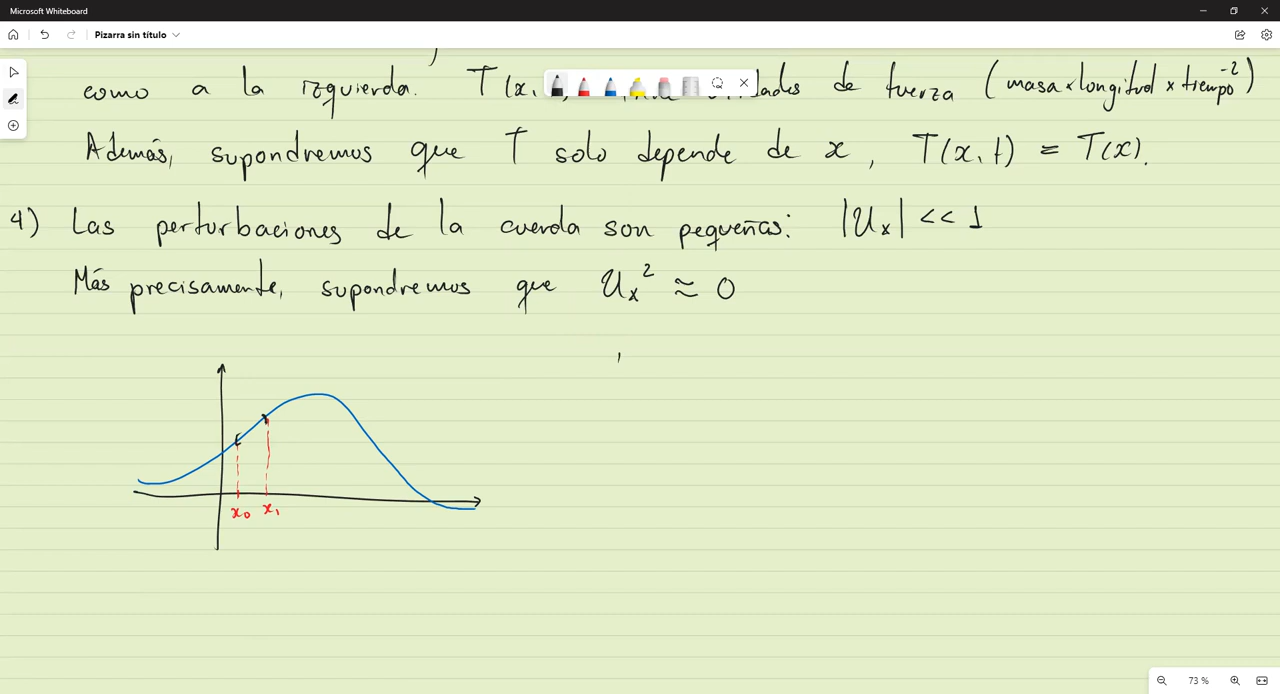 Microsoft Whiteboard
Pizarra sin título
como a la izquierda. T(x, de fuerza (masa x longitud x tiempo⁻²)
Además, supondremos que T solo depende de x, T(x,t) = T(x).
4) Las perturbaciones de la cuerda son pequeñas: |Uₓ| << 1
Más precisamente, supondremos que Uₓ² ≈ 0
x₀ x₁
73 %